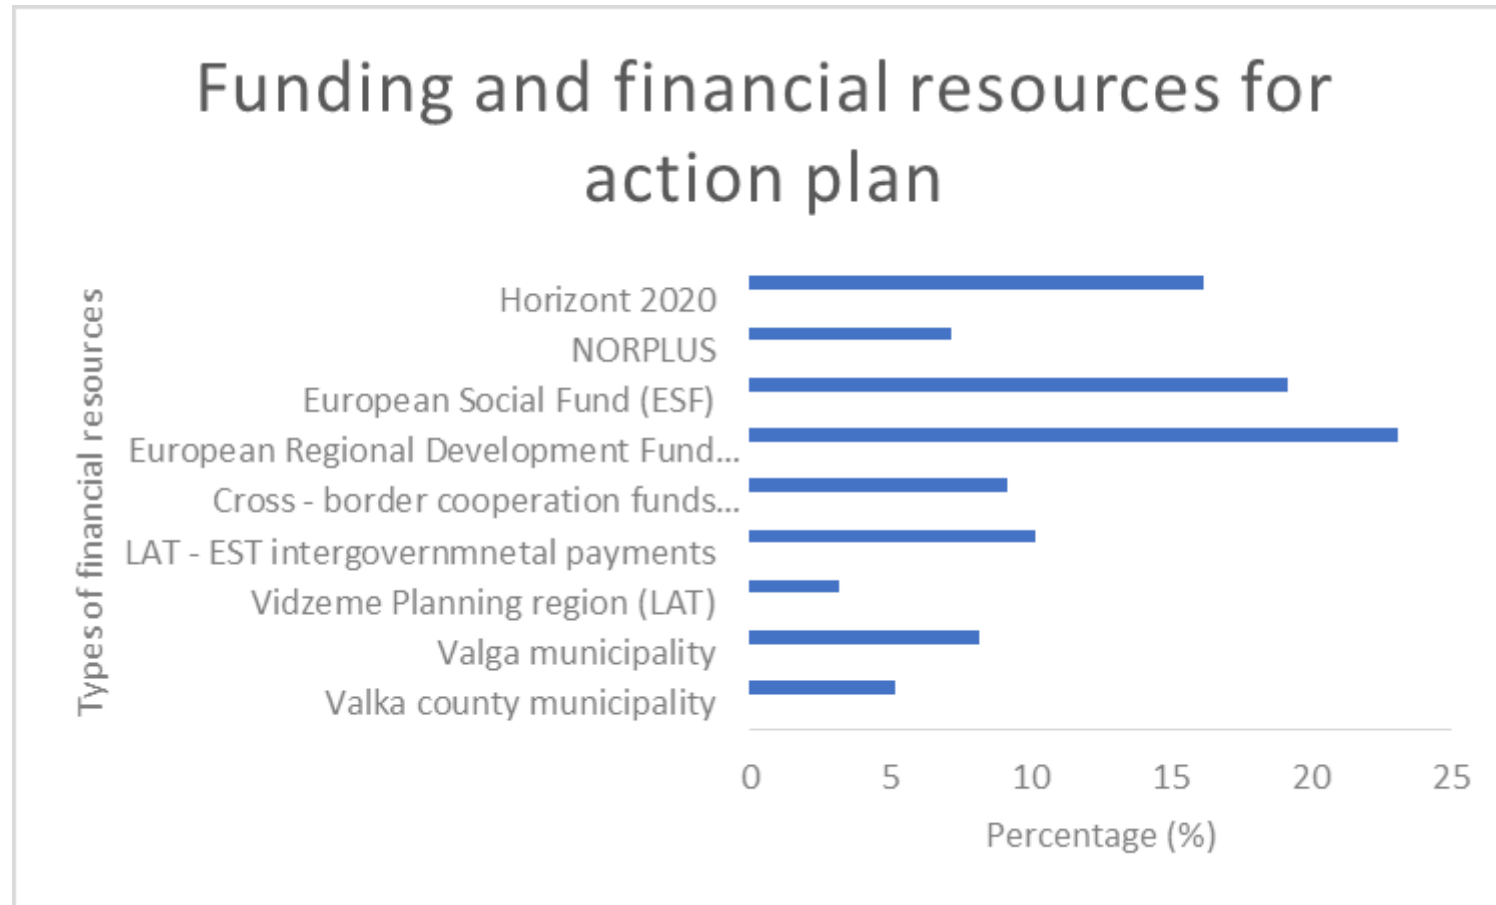 Funding and financial resources for
action plan
Types of financial resources
Horizont 2020
NORPLUS
European Social Fund (ESF)
European Regional Development Fund...
Cross - border cooperation funds...
LAT - EST intergovernmnetal payments
Vidzeme Planning region (LAT)
Valga municipality
Valka county municipality
0 5 10 15 20 25
Percentage (%)